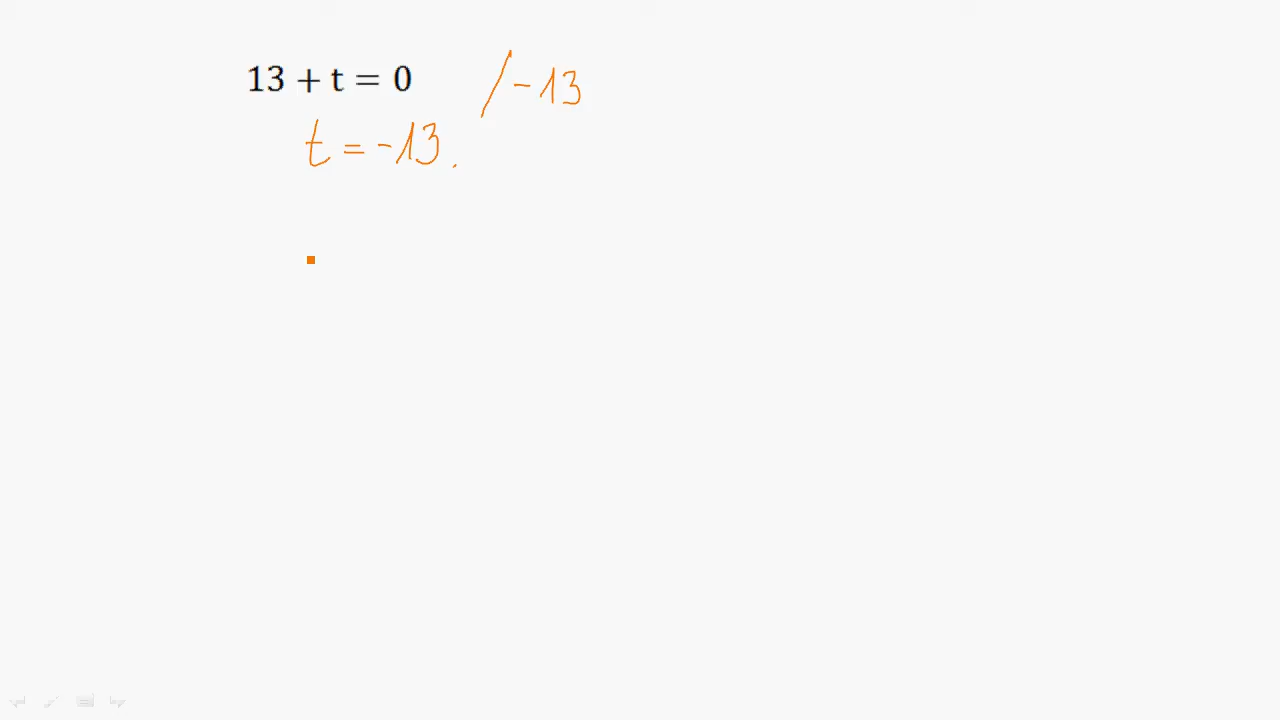 13 + t = 0 /-13
t = -13.